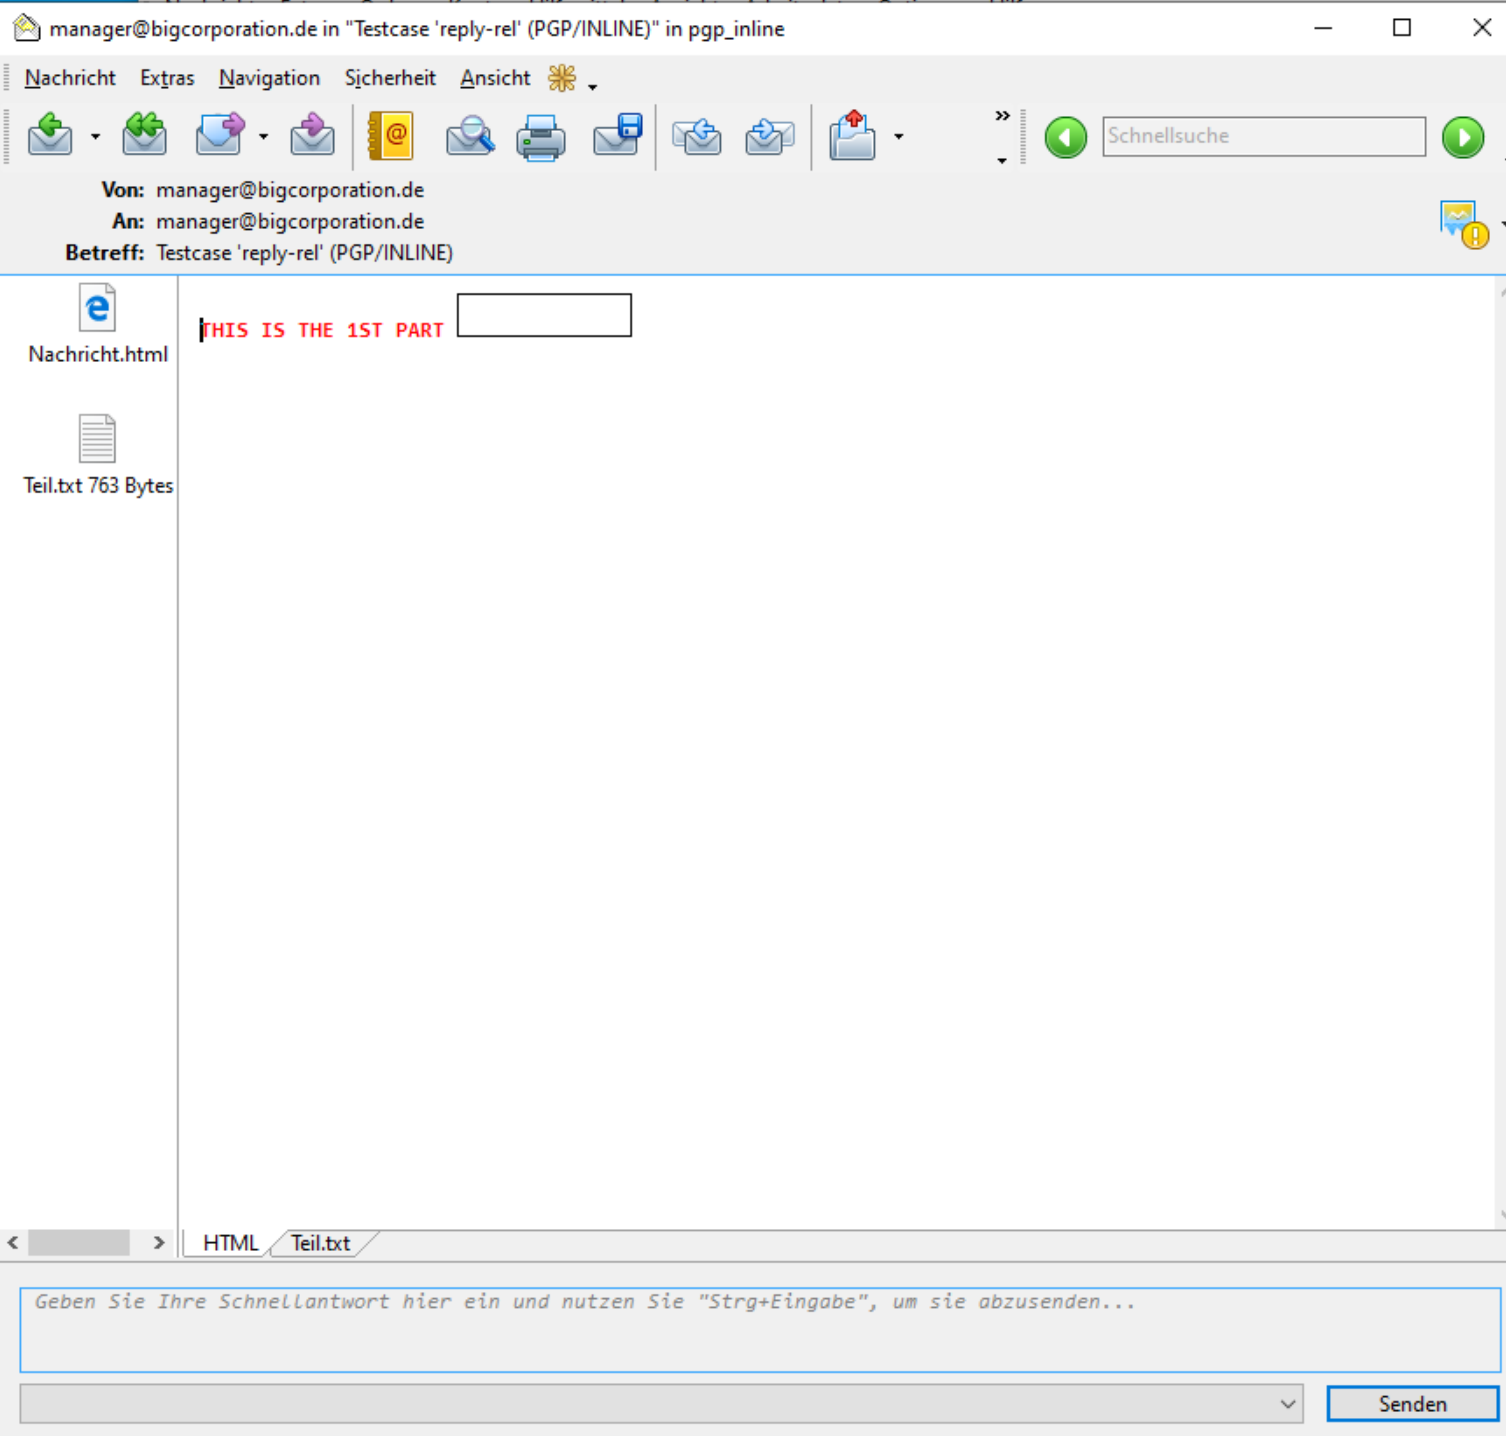 manager@bigcorporation.de in "Testcase 'reply-rel' (PGP/INLINE)" in pgp_inline
Nachricht Extras Navigation Sicherheit Ansicht
@
» Schnellsuche
Von: manager@bigcorporation.de
An: manager@bigcorporation.de
Betreff: Testcase 'reply-rel' (PGP/INLINE)
THIS IS THE 1ST PART
Nachricht.html
Teil.txt 763 Bytes
HTML Teil.txt
Geben Sie Ihre Schnellantwort hier ein und nutzen Sie "Strg+Eingabe", um sie abzusenden...
Senden